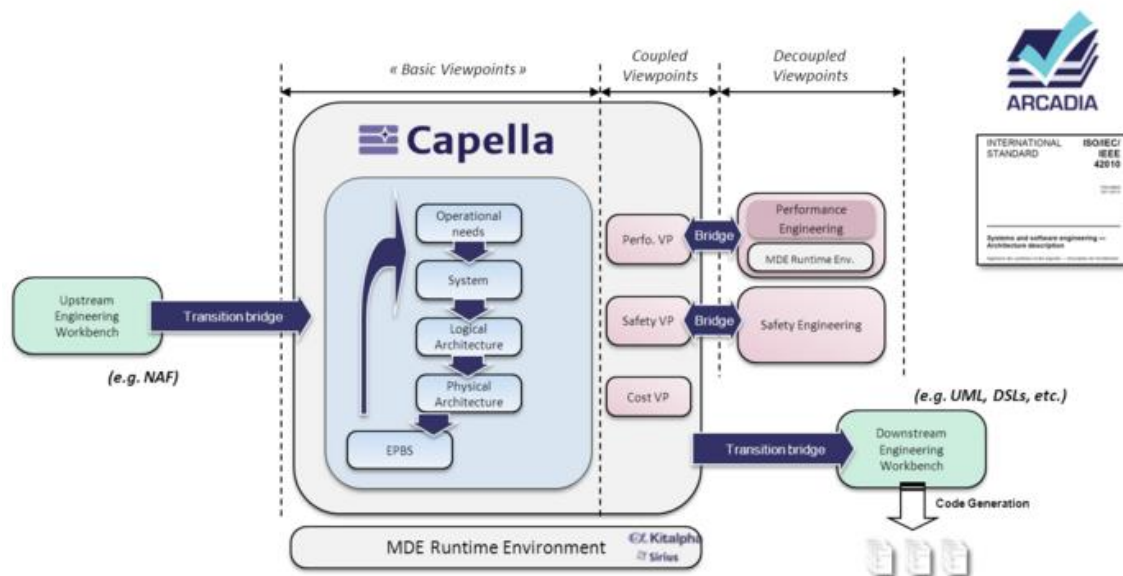 « Basic Viewpoints »
Coupled
Viewpoints
Decoupled
Viewpoints
ARCADIA
INTERNATIONAL
STANDARD
ISO/IEC/
IEEE
42010
Systems and software engineering —
Architecture description
Capella
Operational
needs
System
Logical
Architecture
Physical
Architecture
EPBS
Upstream
Engineering
Workbench
Transition bridge
(e.g. NAF)
Perfo. VP
Bridge
Performance
Engineering
MDE Runtime Env.
Safety VP
Bridge
Safety Engineering
Cost VP
(e.g. UML, DSLs, etc.)
Transition bridge
Downstream
Engineering
Workbench
Code Generation
MDE Runtime Environment
Kitalpha
Sirius